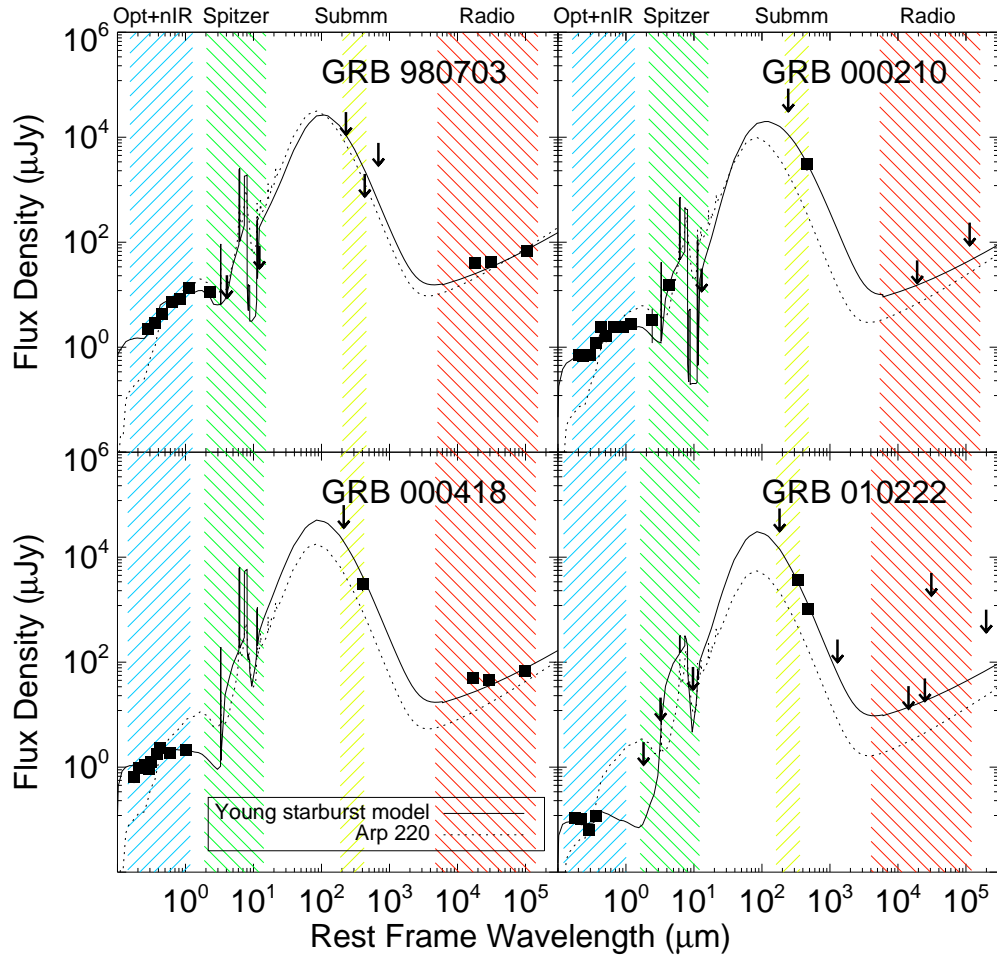 Opt+nIR Spitzer Submm Radio Opt+nIR Spitzer Submm Radio
GRB 980703
GRB 000210
10^6
10^4
10^2
10^0
Flux Density (μJy)
GRB 000418
GRB 010222
10^6
10^4
10^2
10^0
Flux Density (μJy)
Young starburst model
Arp 220
10^0 10^1 10^2 10^3 10^4 10^5 10^0 10^1 10^2 10^3 10^4 10^5
Rest Frame Wavelength (μm)